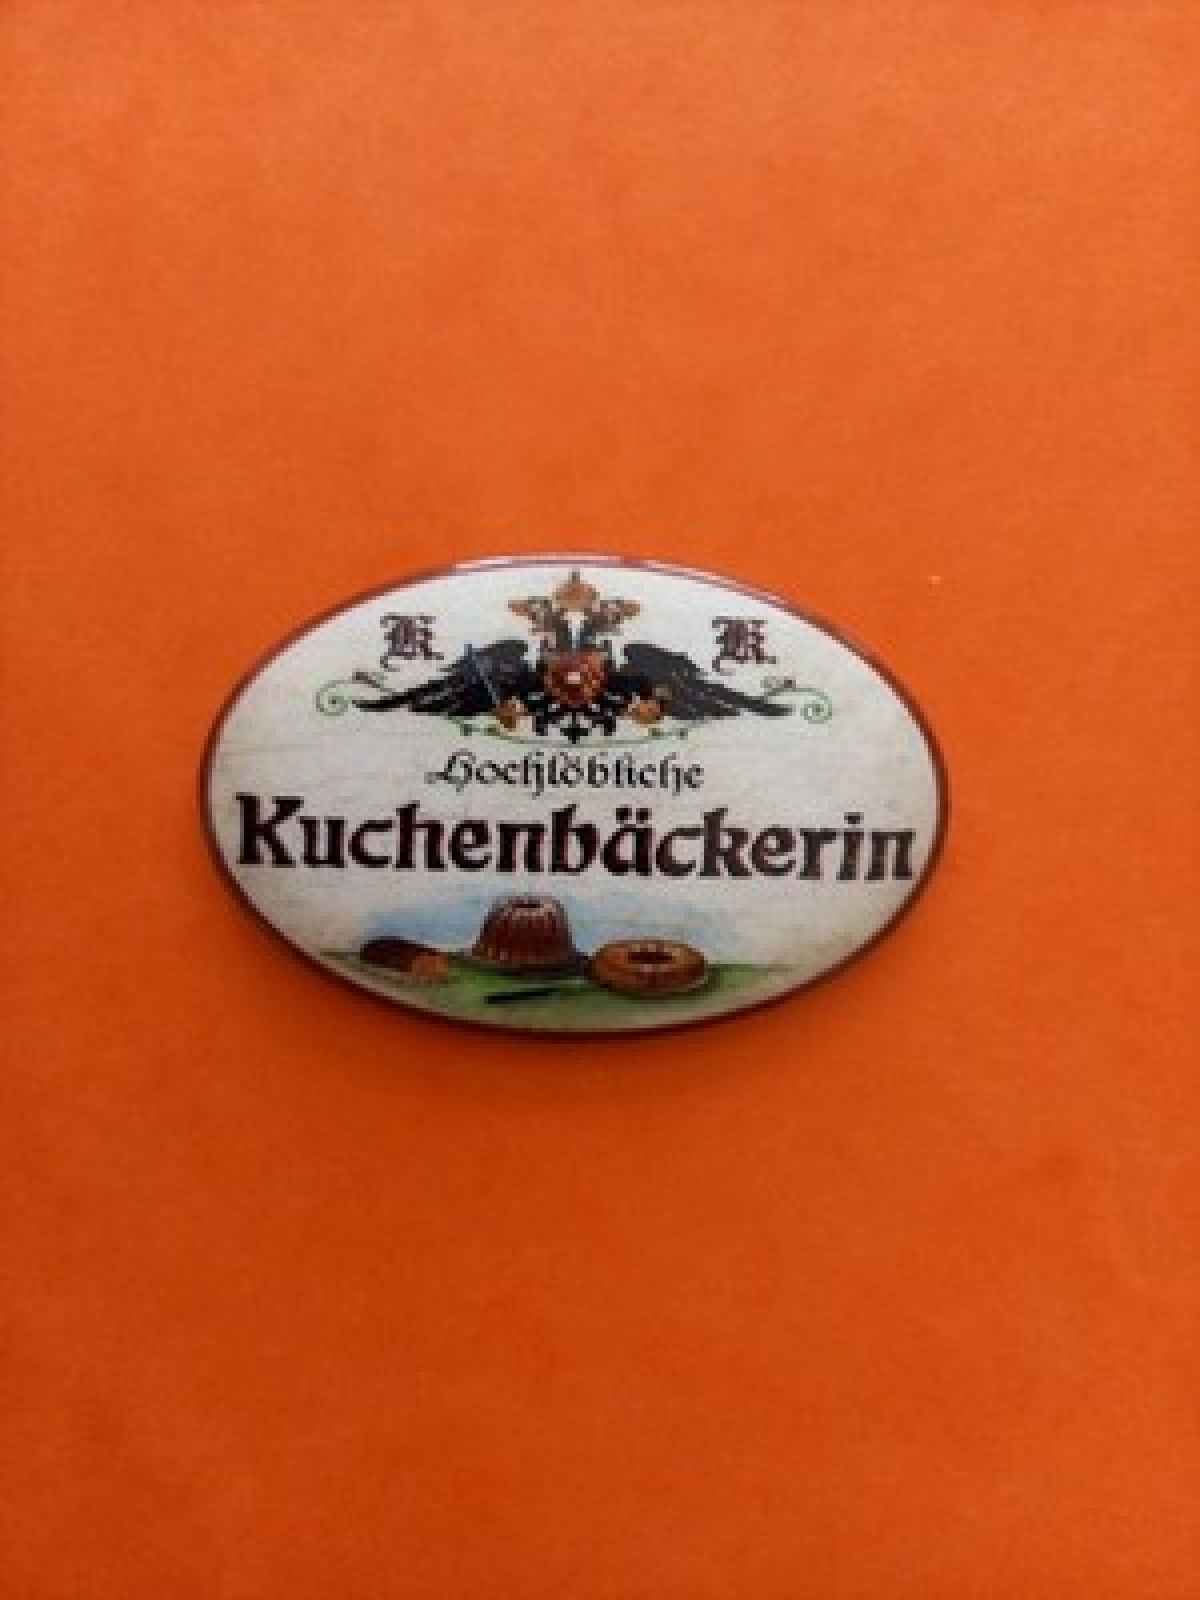 K. K.
Hochlöbliche
Kuchenbäckerin